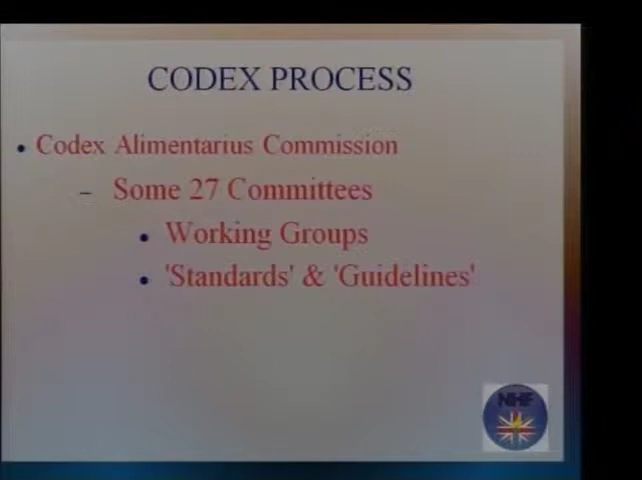 CODEX PROCESS
• Codex Alimentarius Commission
– Some 27 Committees
• Working Groups
• 'Standards' & 'Guidelines'
NHF